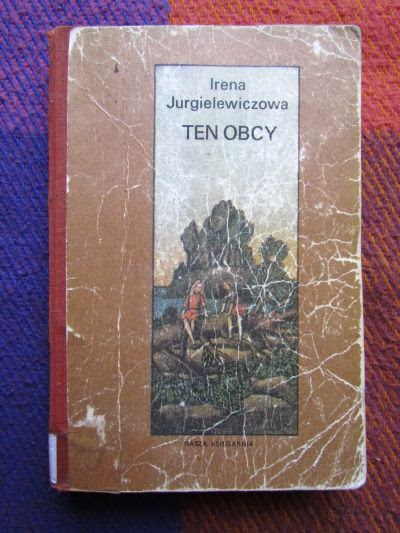 Irena
Jurgielewiczowa
TEN OBCY
NASZA KSIĘGARNIA